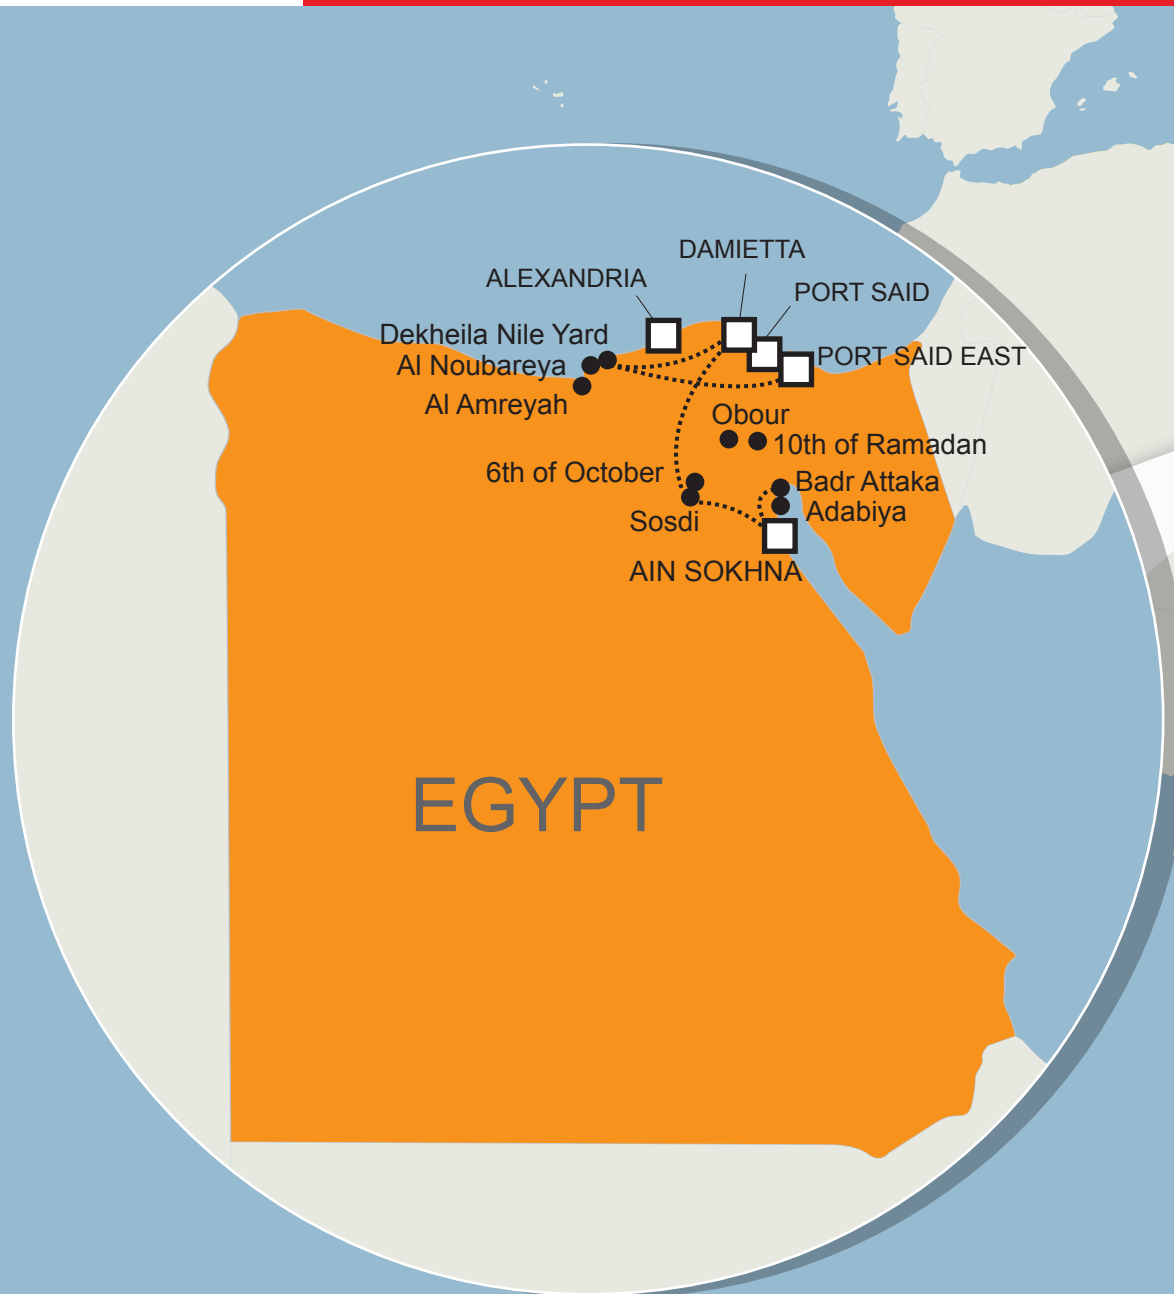 DAMIETTA
ALEXANDRIA
PORT SAID
Dekheila Nile Yard
PORT SAID EAST
Al Noubareya
Al Amreyah
Obour
10th of Ramadan
6th of October
Badr Attaka
Adabiya
Sosdi
AIN SOKHNA
EGYPT